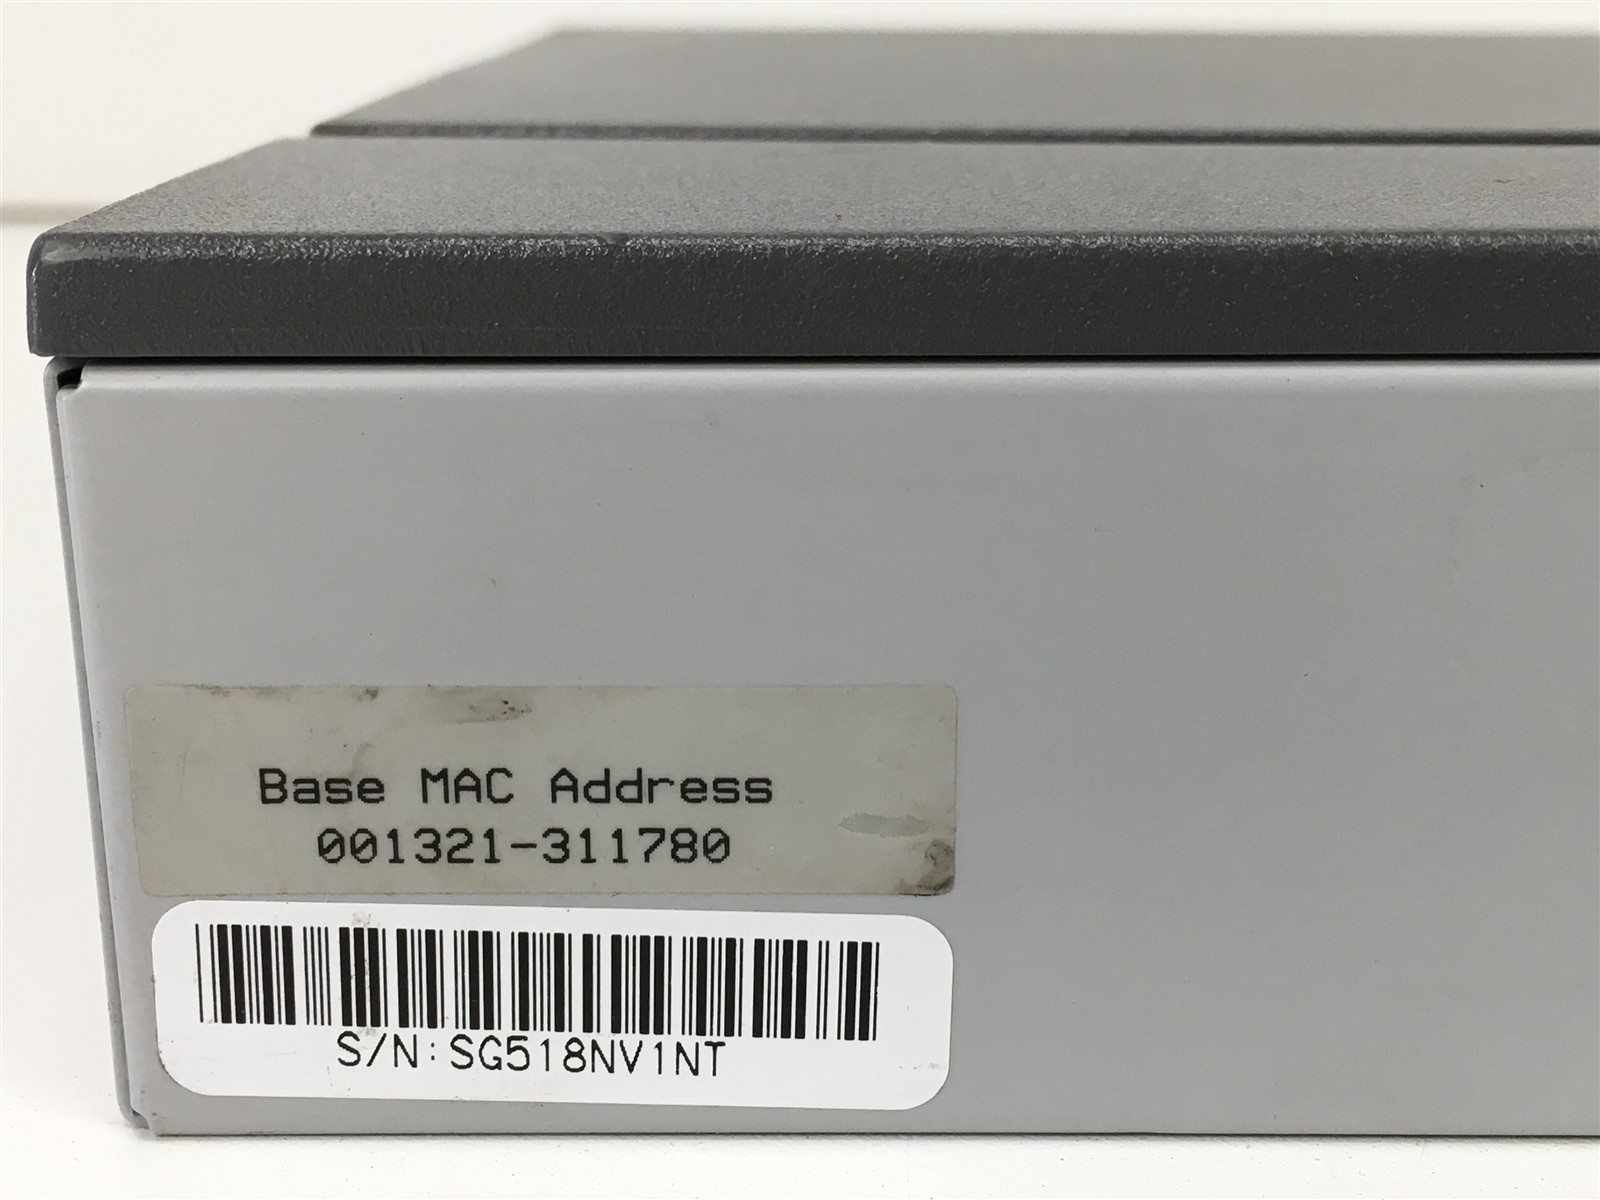 Base MAC Address
001321-311780
S/N:SG518NV1NT